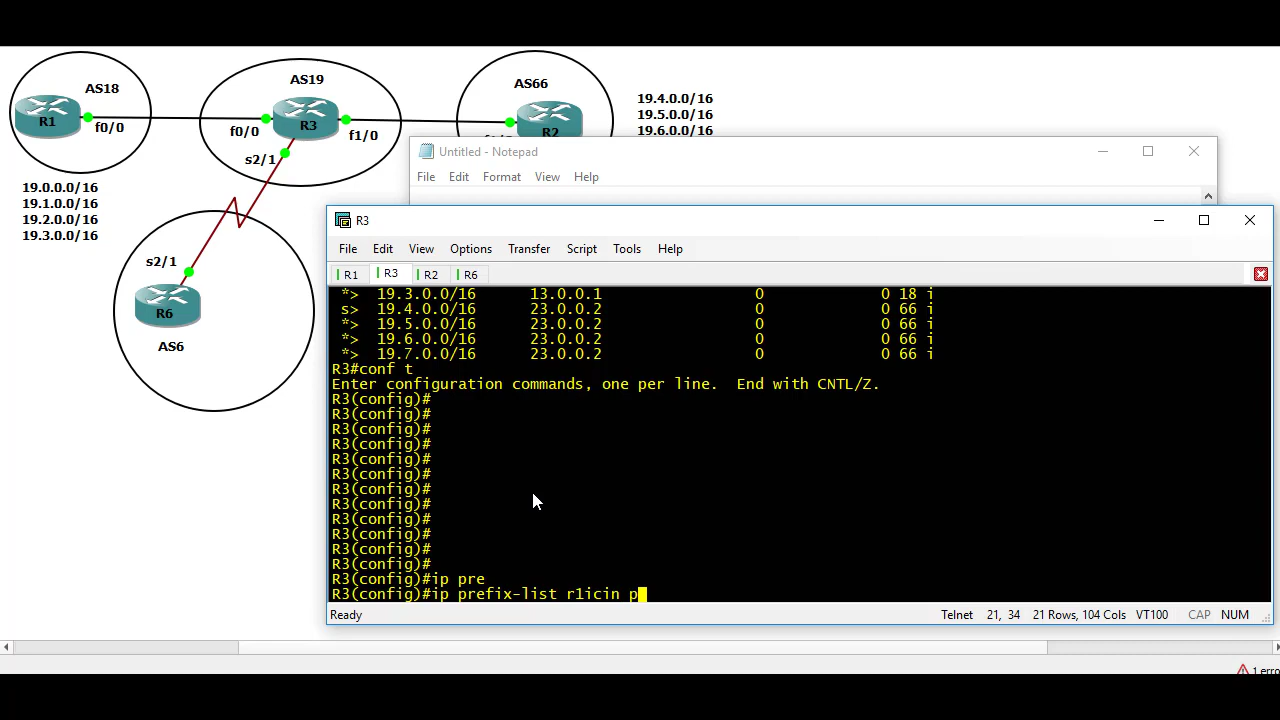 AS18
AS19
AS66
R1
f0/0
f0/0
R3
f1/0
R2
19.4.0.0/16
19.5.0.0/16
19.6.0.0/16
s2/1
19.0.0.0/16
19.1.0.0/16
19.2.0.0/16
19.3.0.0/16
s2/1
R6
AS6
Untitled - Notepad
File Edit Format View Help
R3
File Edit View Options Transfer Script Tools Help
R1 R3 R2 R6
*> 19.3.0.0/16 13.0.0.1 0 0 18 i
s> 19.4.0.0/16 23.0.0.2 0 0 66 i
*> 19.5.0.0/16 23.0.0.2 0 0 66 i
*> 19.6.0.0/16 23.0.0.2 0 0 66 i
*> 19.7.0.0/16 23.0.0.2 0 0 66 i
R3#conf t
Enter configuration commands, one per line. End with CNTL/Z.
R3(config)#
R3(config)#
R3(config)#
R3(config)#
R3(config)#
R3(config)#
R3(config)#
R3(config)#
R3(config)#
R3(config)#
R3(config)#
R3(config)#
R3(config)#ip pre
R3(config)#ip prefix-list r1icin p
Ready Telnet 21, 34 21 Rows, 104 Cols VT100 CAP NUM